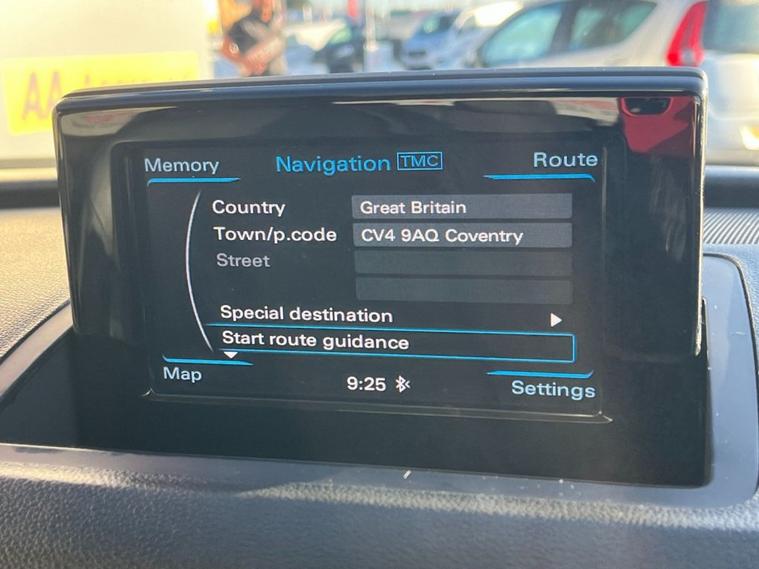 AA
Memory Navigation TMC Route
Country Great Britain
Town/p.code CV4 9AQ Coventry
Street
Special destination
Start route guidance
Map 9:25 Settings